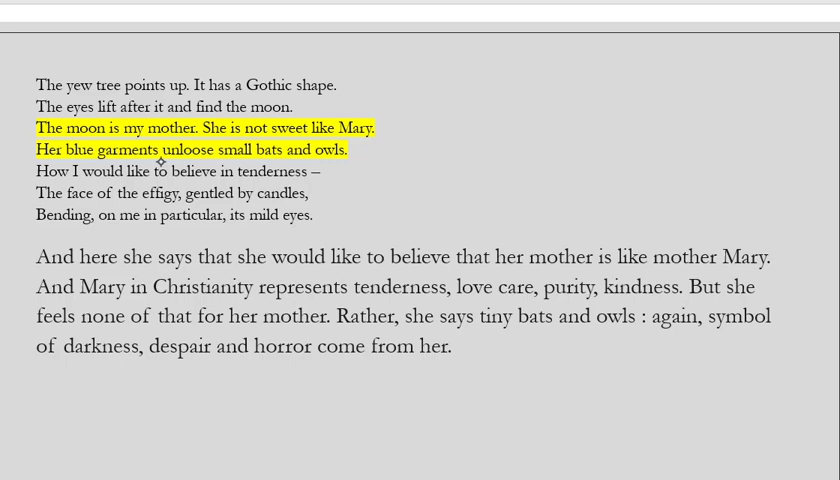 The yew tree points up. It has a Gothic shape.
The eyes lift after it and find the moon.
The moon is my mother. She is not sweet like Mary.
Her blue garments unloose small bats and owls.
How I would like to believe in tenderness –
The face of the effigy, gentled by candles,
Bending, on me in particular, its mild eyes.
And here she says that she would like to believe that her mother is like mother Mary.
And Mary in Christianity represents tenderness, love care, purity, kindness. But she
feels none of that for her mother. Rather, she says tiny bats and owls : again, symbol
of darkness, despair and horror come from her.